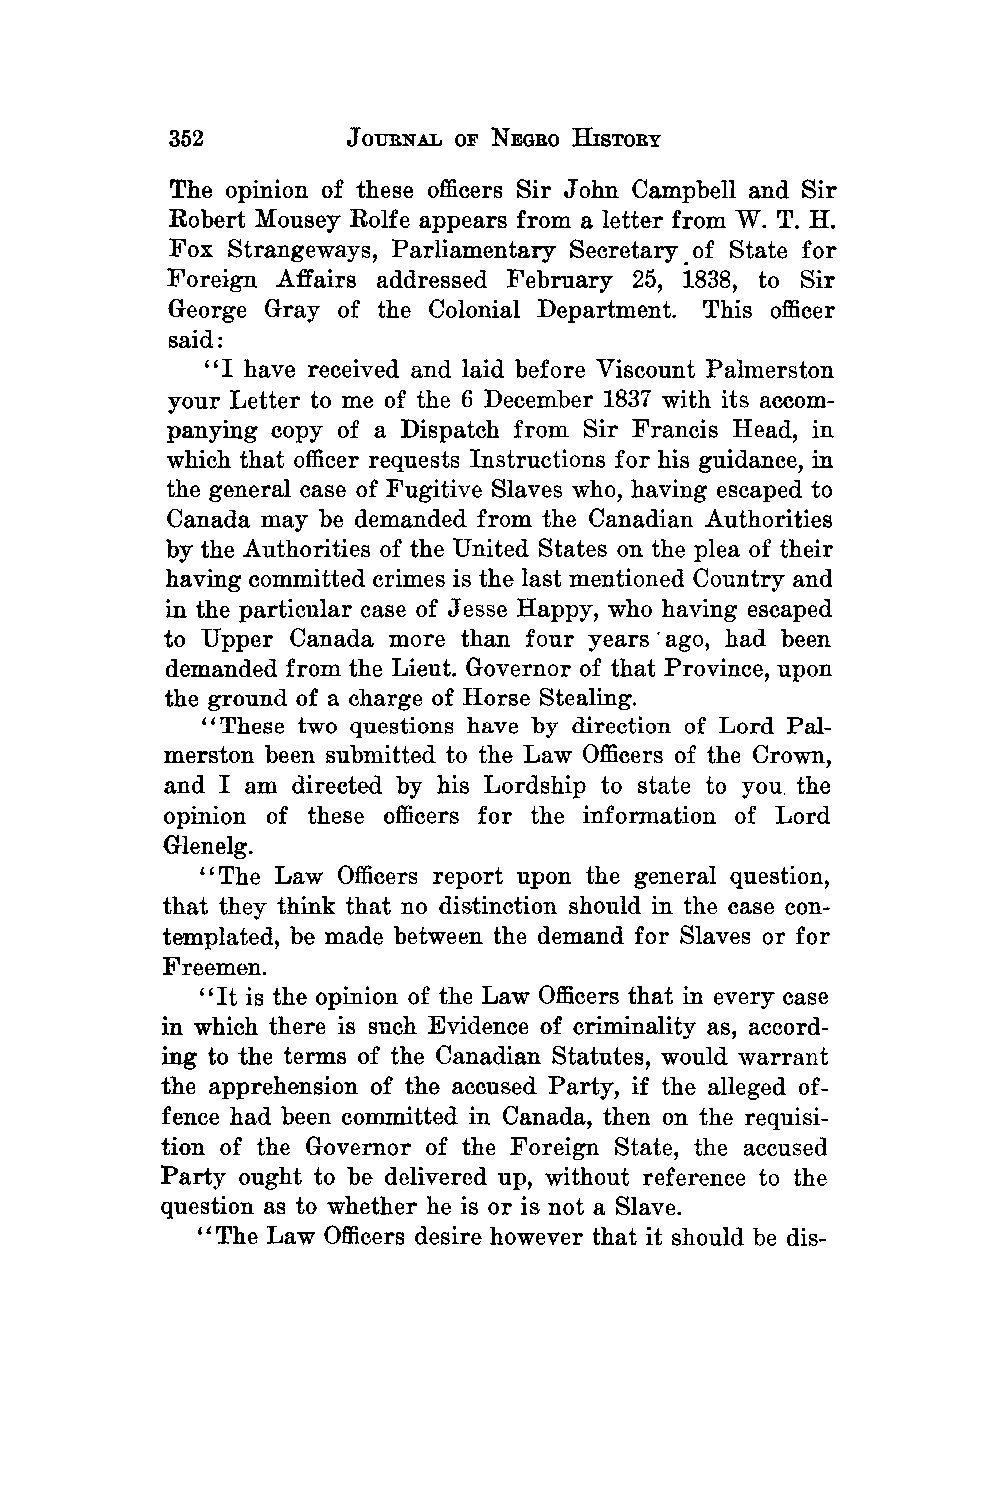 352 JOURNAL OF NEGRO HISTORY
The opinion of these officers Sir John Campbell and Sir
Robert Mousey Rolfe appears from a letter from W. T. H.
Fox Strangeways, Parliamentary Secretary of State for
Foreign Affairs addressed February 25, 1838, to Sir
George Gray of the Colonial Department. This officer
said:
“I have received and laid before Viscount Palmerston
your Letter to me of the 6 December 1837 with its accom-
panying copy of a Dispatch from Sir Francis Head, in
which that officer requests Instructions for his guidance, in
the general case of Fugitive Slaves who, having escaped to
Canada may be demanded from the Canadian Authorities
by the Authorities of the United States on the plea of their
having committed crimes is the last mentioned Country and
in the particular case of Jesse Happy, who having escaped
to Upper Canada more than four years ago, had been
demanded from the Lieut. Governor of that Province, upon
the ground of a charge of Horse Stealing.
“These two questions have by direction of Lord Pal-
merston been submitted to the Law Officers of the Crown,
and I am directed by his Lordship to state to you the
opinion of these officers for the information of Lord
Glenelg.
“The Law Officers report upon the general question,
that they think that no distinction should in the case con-
templated, be made between the demand for Slaves or for
Freemen.
“It is the opinion of the Law Officers that in every case
in which there is such Evidence of criminality as, accord-
ing to the terms of the Canadian Statutes, would warrant
the apprehension of the accused Party, if the alleged of-
fence had been committed in Canada, then on the requisi-
tion of the Governor of the Foreign State, the accused
Party ought to be delivered up, without reference to the
question as to whether he is or is not a Slave.
“The Law Officers desire however that it should be dis-